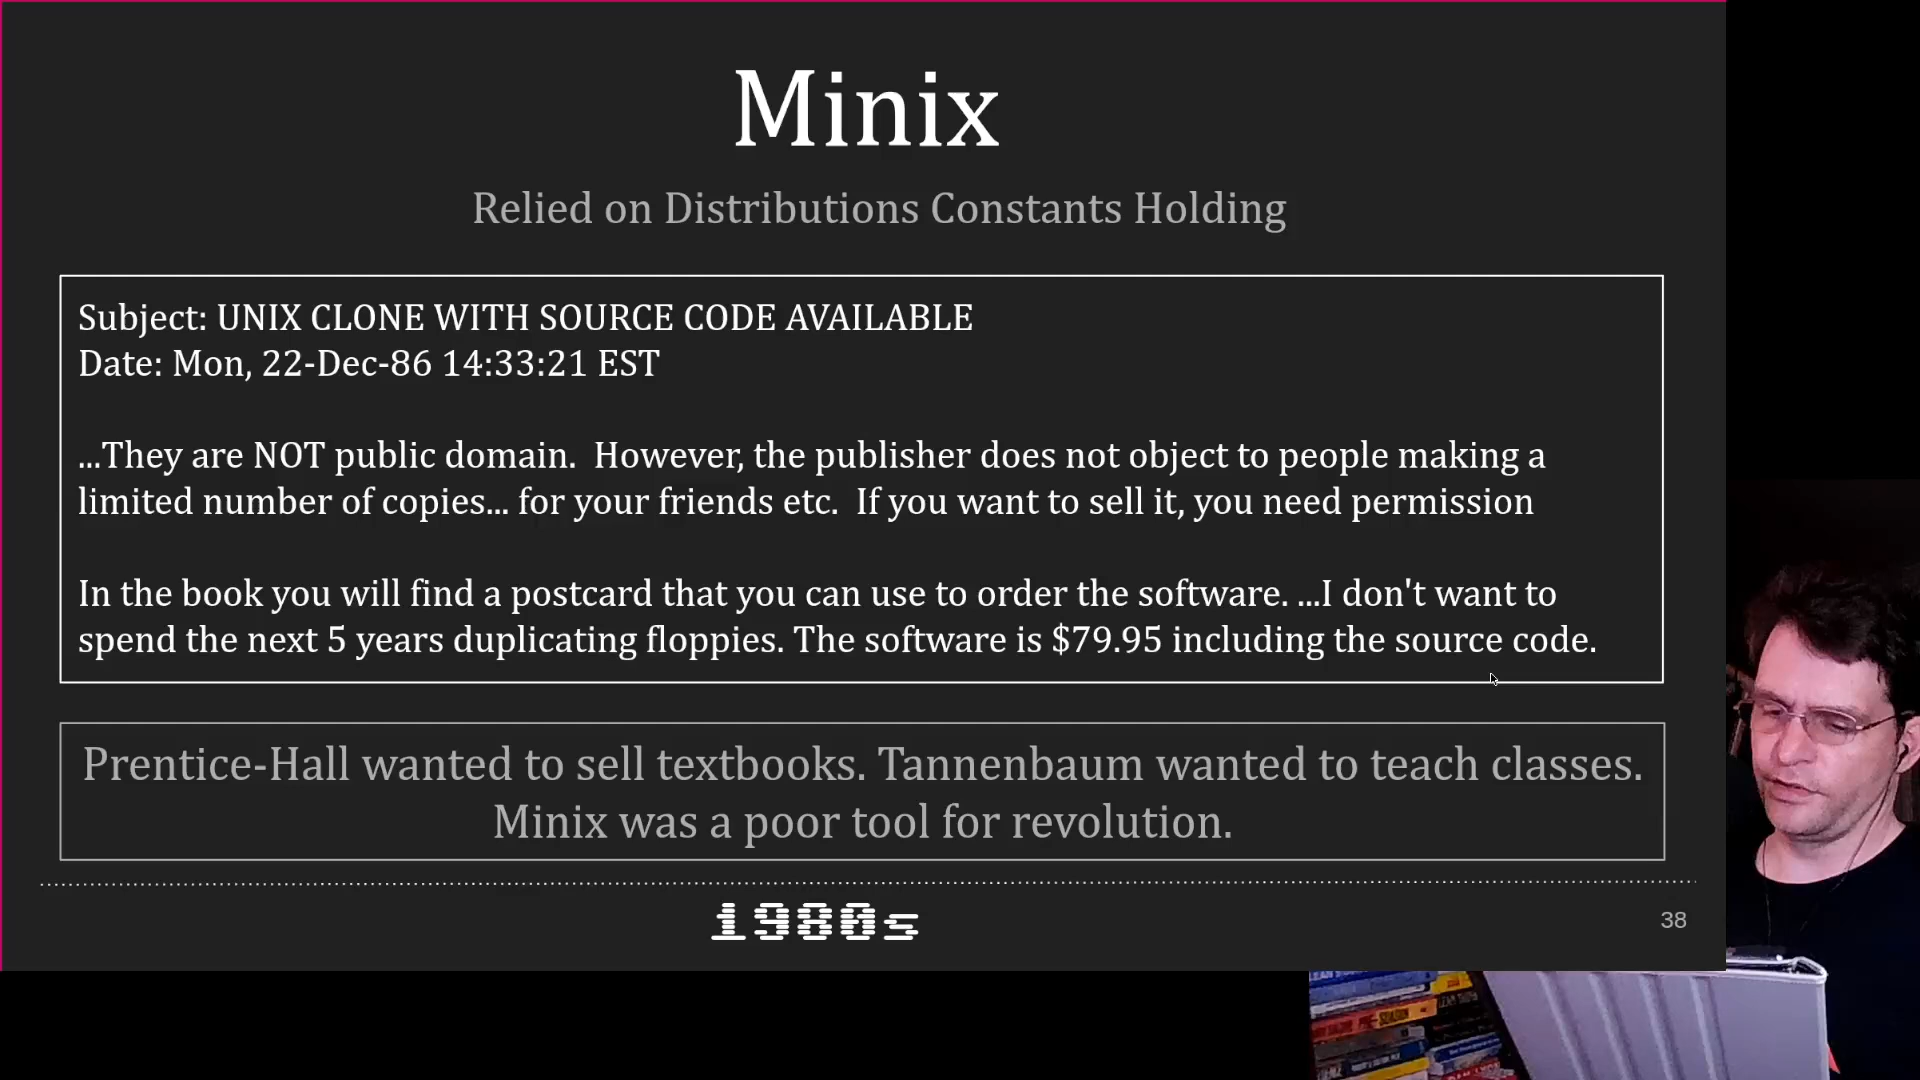 Minix
Relied on Distributions Constants Holding
Subject: UNIX CLONE WITH SOURCE CODE AVAILABLE
Date: Mon, 22-Dec-86 14:33:21 EST
...They are NOT public domain.  However, the publisher does not object to people making a
limited number of copies... for your friends etc.  If you want to sell it, you need permission
In the book you will find a postcard that you can use to order the software. ...I don't want to
spend the next 5 years duplicating floppies. The software is $79.95 including the source code.
Prentice-Hall wanted to sell textbooks. Tannenbaum wanted to teach classes.
Minix was a poor tool for revolution.
1980s
38